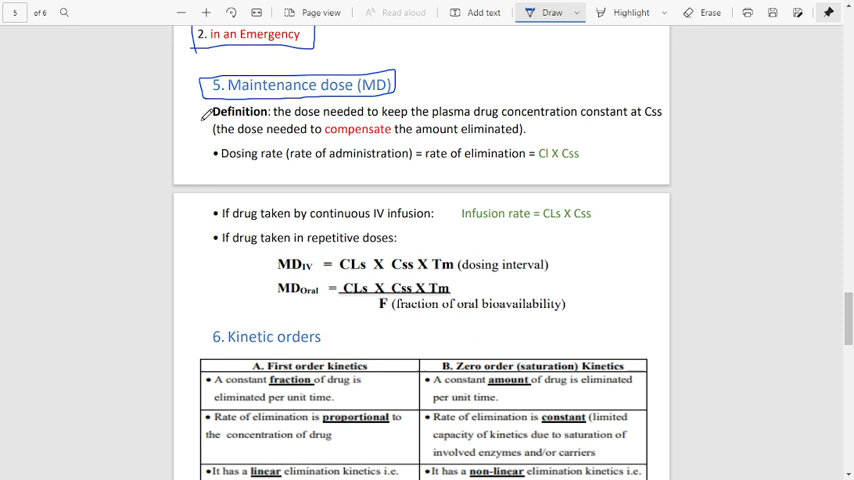 5 of 6 Page view Read aloud Add text Draw Highlight Erase
2. in an Emergency
5. Maintenance dose (MD)
Definition: the dose needed to keep the plasma drug concentration constant at Css
(the dose needed to compensate the amount eliminated).
• Dosing rate (rate of administration) = rate of elimination = Cl X Css
• If drug taken by continuous IV infusion: Infusion rate = CLs X Css
• If drug taken in repetitive doses:
MDIV = CLs X Css X Tm (dosing interval)
MDOral = CLs X Css X Tm
F (fraction of oral bioavailability)
6. Kinetic orders
A. First order kinetics B. Zero order (saturation) Kinetics
• A constant fraction of drug is • A constant amount of drug is eliminated
eliminated per unit time. per unit time.
• Rate of elimination is proportional to • Rate of elimination is constant (limited
the concentration of drug capacity of kinetics due to saturation of
involved enzymes and/or carriers
• It has a linear elimination kinetics i.e. • It has a non-linear elimination kinetics i.e.